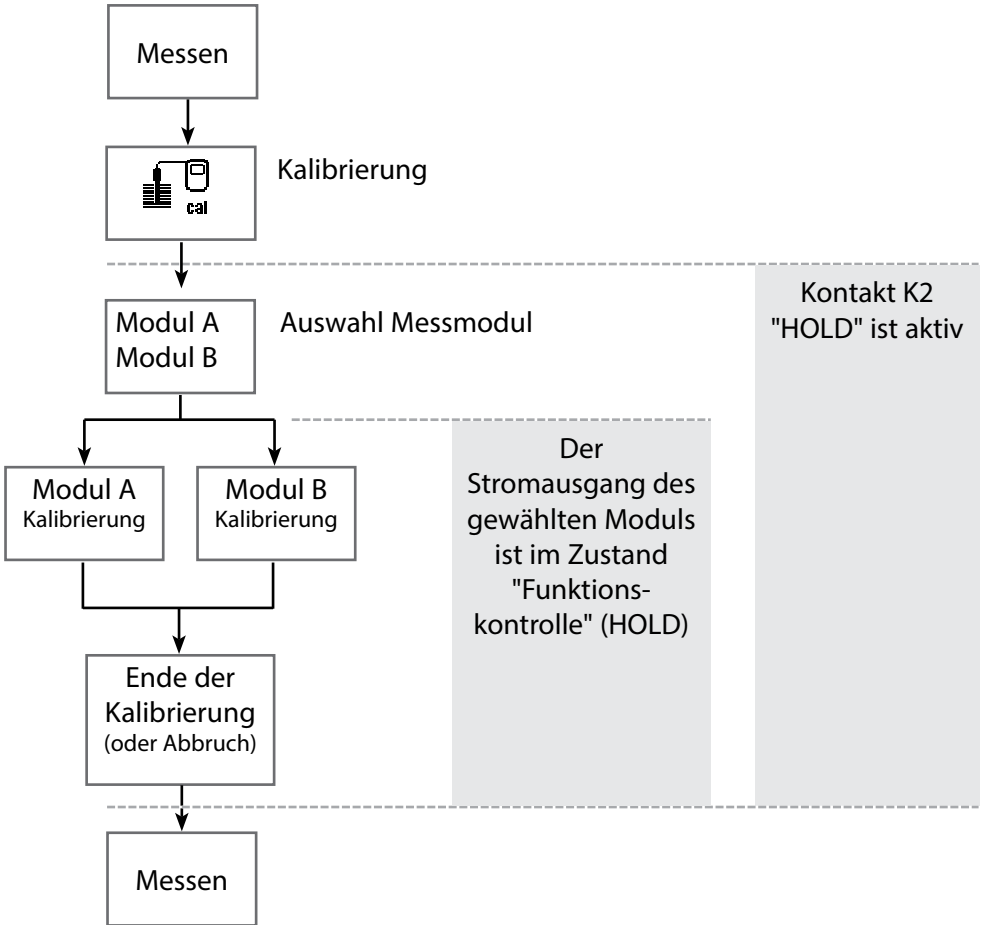 Messen
cal
Kalibrierung
Modul A
Modul B
Auswahl Messmodul
Kontakt K2
"HOLD" ist aktiv
Modul A
Kalibrierung
Modul B
Kalibrierung
Der
Stromausgang des
gewählten Moduls
ist im Zustand
"Funktions-
kontrolle" (HOLD)
Ende der
Kalibrierung
(oder Abbruch)
Messen